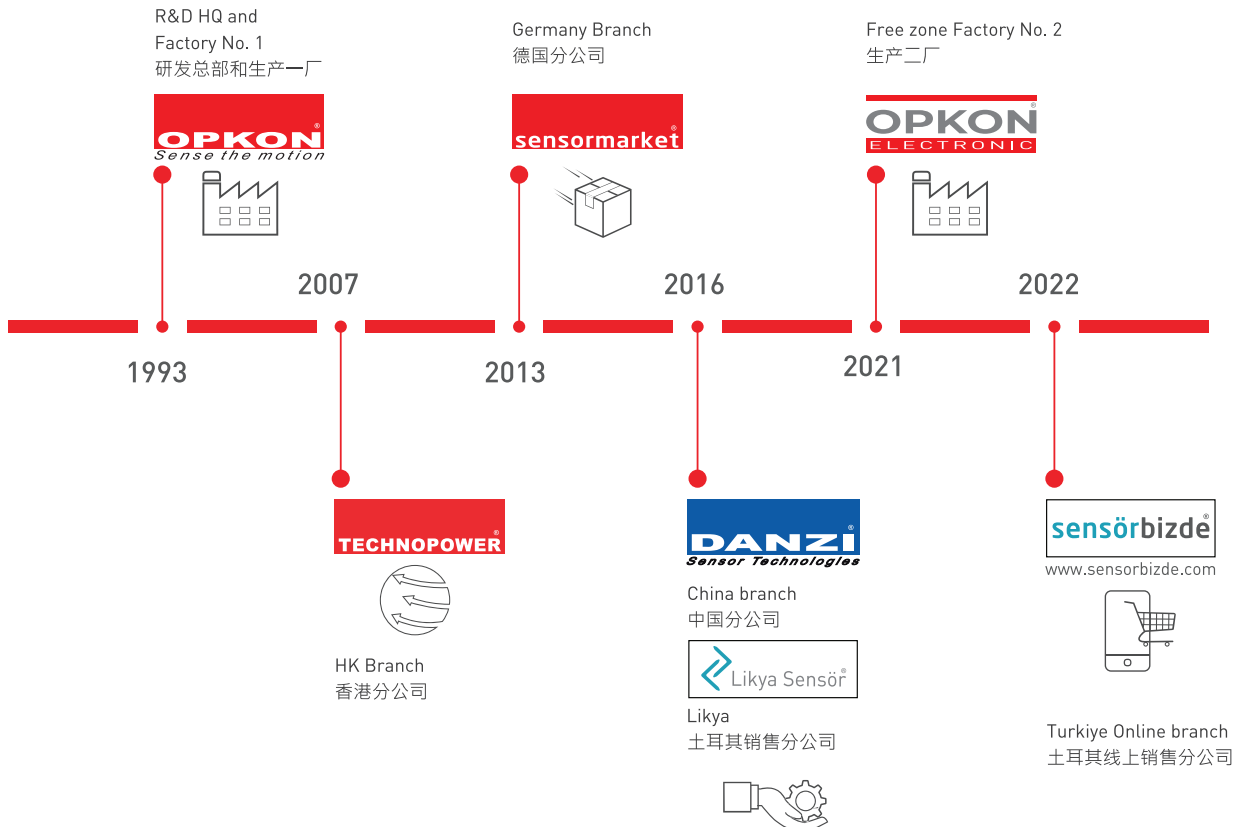 R&D HQ and
Factory No. 1
研发总部和生产一厂
OPKON®
Sense the motion
1993
2007
TECHNOPOWER®
HK Branch
香港分公司
Germany Branch
德国分公司
sensormarket®
2013
2016
DANZI®
Sensor Technologies
China branch
中国分公司
Likya Sensör®
Likya
土耳其销售分公司
Free zone Factory No. 2
生产二厂
OPKON®
ELECTRONIC
2021
2022
sensörbizde®
www.sensorbizde.com
Turkiye Online branch
土耳其线上销售分公司